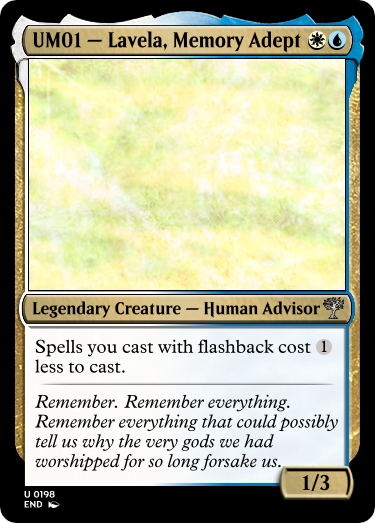 UM01 — Lavela, Memory Adept
Legendary Creature — Human Advisor
Spells you cast with flashback cost 1
less to cast.
Remember. Remember everything.
Remember everything that could possibly
tell us why the very gods we had
worshipped for so long forsake us.
1/3
U 0198
END